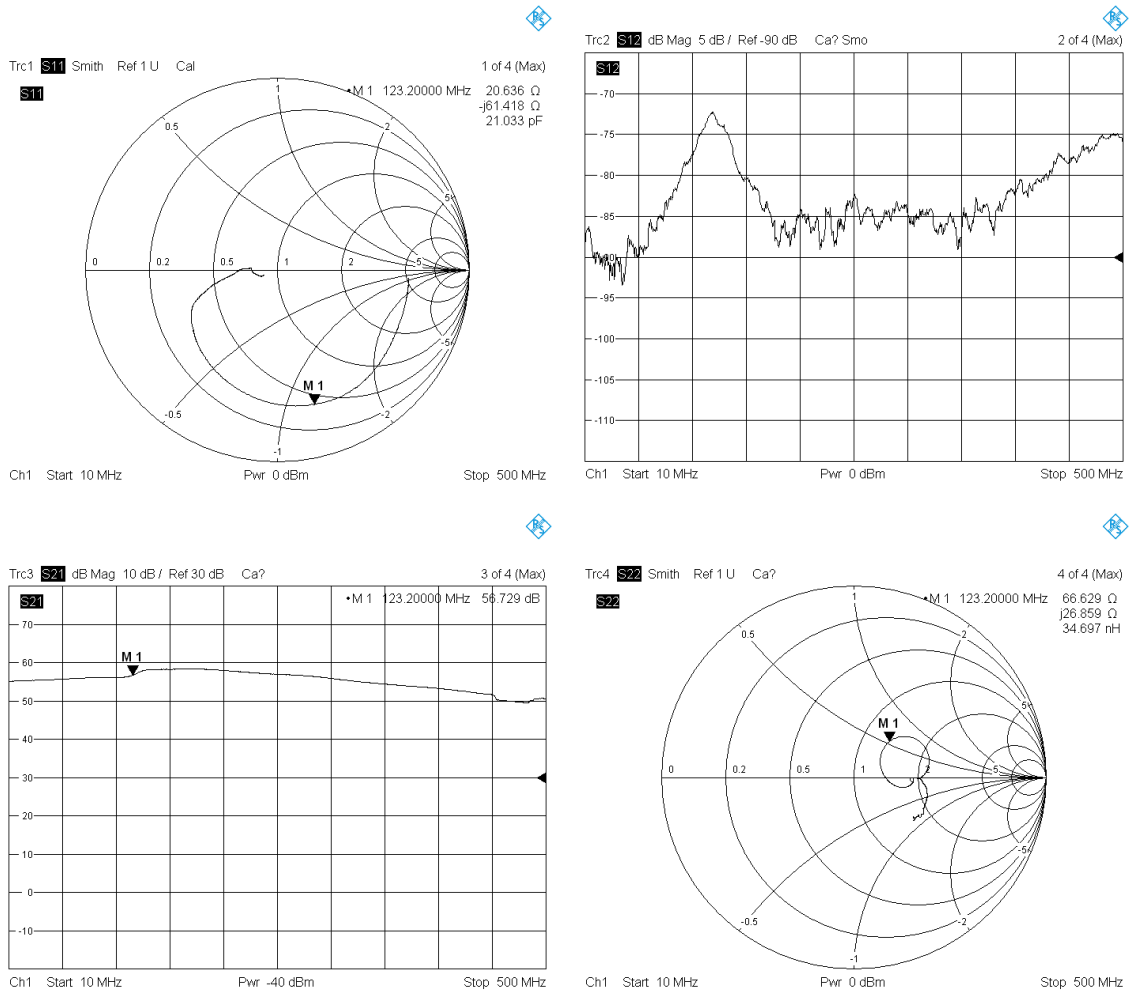 Trc1 S11 Smith Ref 1 U Cal 1 of 4 (Max)
S11
•M 1 123.20000 MHz 20.636 Ω
-j61.418 Ω
21.033 pF
1
0.5
2
5
0 0.2 0.5 1 2 5
M 1
-5
-0.5
-2
-1
Ch1 Start 10 MHz Pwr 0 dBm Stop 500 MHz
Trc2 S12 dB Mag 5 dB / Ref -90 dB Ca? Smo 2 of 4 (Max)
S12
-70
-75
-80
-85
-90
-95
-100
-105
-110
Ch1 Start 10 MHz Pwr 0 dBm Stop 500 MHz
Trc3 S21 dB Mag 10 dB / Ref 30 dB Ca? 3 of 4 (Max)
S21
•M 1 123.20000 MHz 56.729 dB
70
M 1
60
50
40
30
20
10
0
-10
Ch1 Start 10 MHz Pwr -40 dBm Stop 500 MHz
Trc4 S22 Smith Ref 1 U Ca? 4 of 4 (Max)
S22
•M 1 123.20000 MHz 66.629 Ω
j26.859 Ω
34.697 nH
1
0.5
2
5
M 1
0 0.2 0.5 1 2 5
-5
-0.5
-2
-1
Ch1 Start 10 MHz Pwr 0 dBm Stop 500 MHz